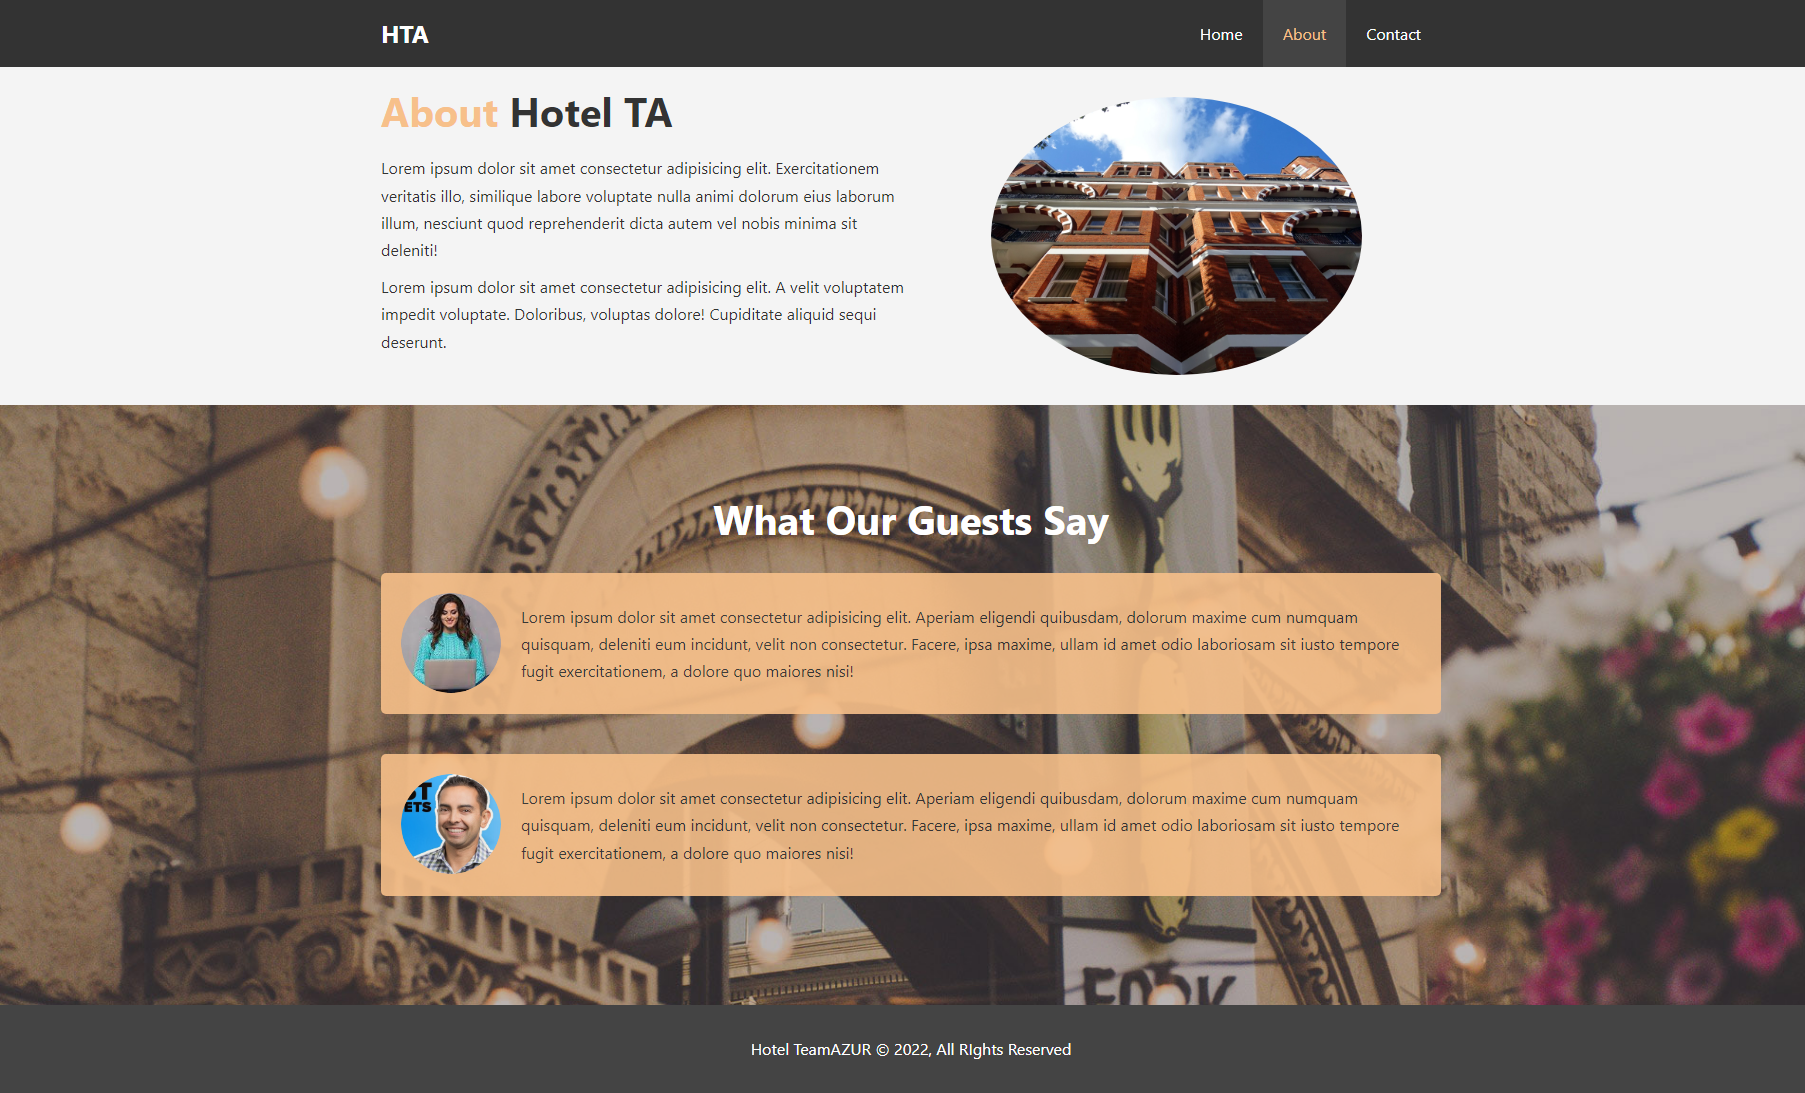 HTA
Home About Contact
About Hotel TA
Lorem ipsum dolor sit amet consectetur adipisicing elit. Exercitationem
veritatis illo, similique labore voluptate nulla animi dolorum eius laborum
illum, nesciunt quod reprehenderit dicta autem vel nobis minima sit
deleniti!
Lorem ipsum dolor sit amet consectetur adipisicing elit. A velit voluptatem
impedit voluptate. Doloribus, voluptas dolore! Cupiditate aliquid sequi
deserunt.
What Our Guests Say
Lorem ipsum dolor sit amet consectetur adipisicing elit. Aperiam eligendi quibusdam, dolorum maxime cum numquam
quisquam, deleniti eum incidunt, velit non consectetur. Facere, ipsa maxime, ullam id amet odio laboriosam sit iusto tempore
fugit exercitationem, a dolore quo maiores nisi!
ST
ETS
Lorem ipsum dolor sit amet consectetur adipisicing elit. Aperiam eligendi quibusdam, dolorum maxime cum numquam
quisquam, deleniti eum incidunt, velit non consectetur. Facere, ipsa maxime, ullam id amet odio laboriosam sit iusto tempore
fugit exercitationem, a dolore quo maiores nisi!
FORK
Hotel TeamAZUR © 2022, All RIghts Reserved